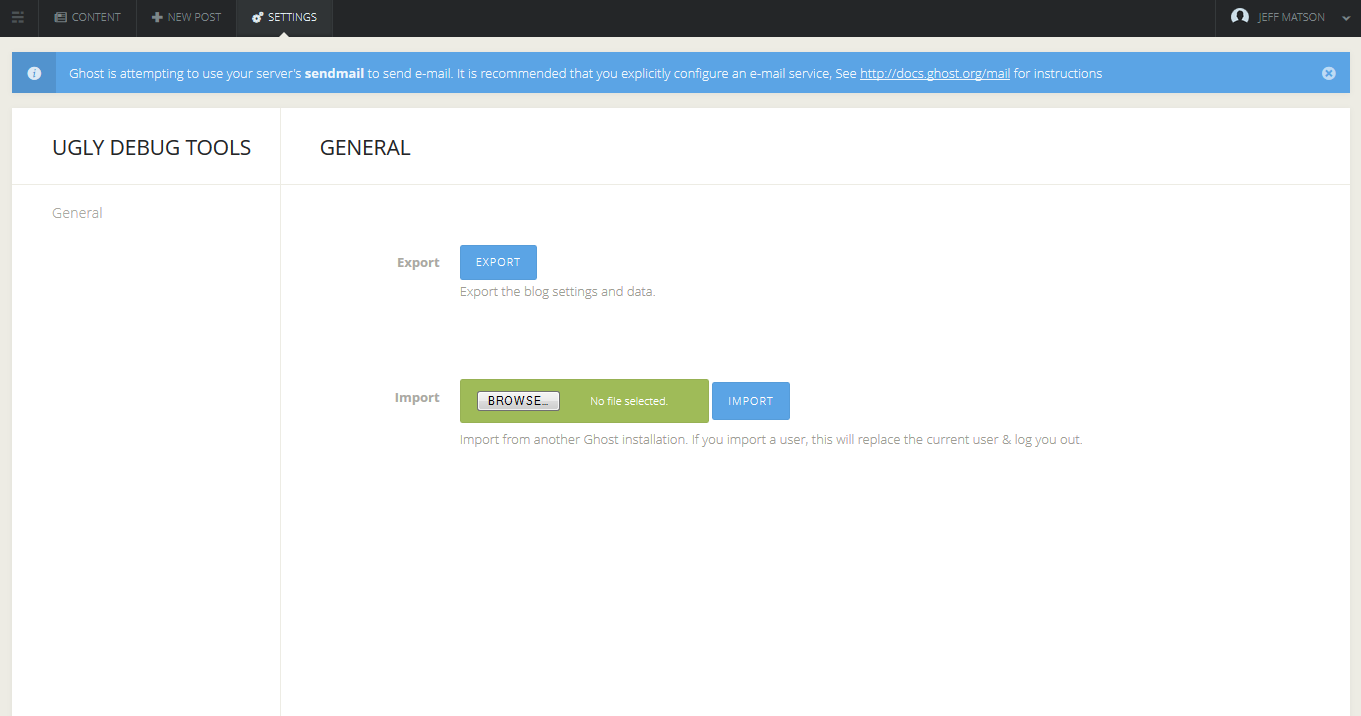 CONTENT NEW POST SETTINGS JEFF MATSON
Ghost is attempting to use your server's sendmail to send e-mail. It is recommended that you explicitly configure an e-mail service, See http://docs.ghost.org/mail for instructions
UGLY DEBUG TOOLS
GENERAL
General
Export EXPORT
Export the blog settings and data.
Import BROWSE... No file selected. IMPORT
Import from another Ghost installation. If you import a user, this will replace the current user & log you out.